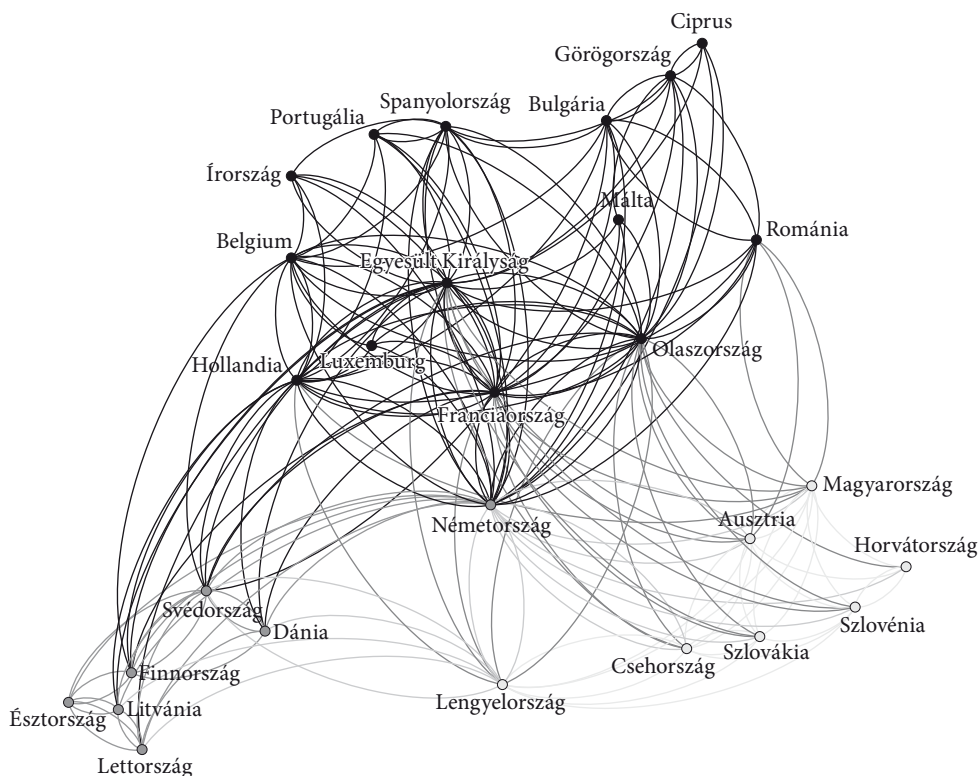 Ciprus
Görögország
Spanyolország
Bulgária
Portugália
Írország
Málta
Románia
Belgium
Egyesült Királyság
Olaszország
Luxemburg
Hollandia
Franciaország
Magyarország
Ausztria
Németország
Horvátország
Svédország
Szlovénia
Dánia
Szlovákia
Csehország
Finnország
Lengyelország
Litvánia
Észtország
Lettország